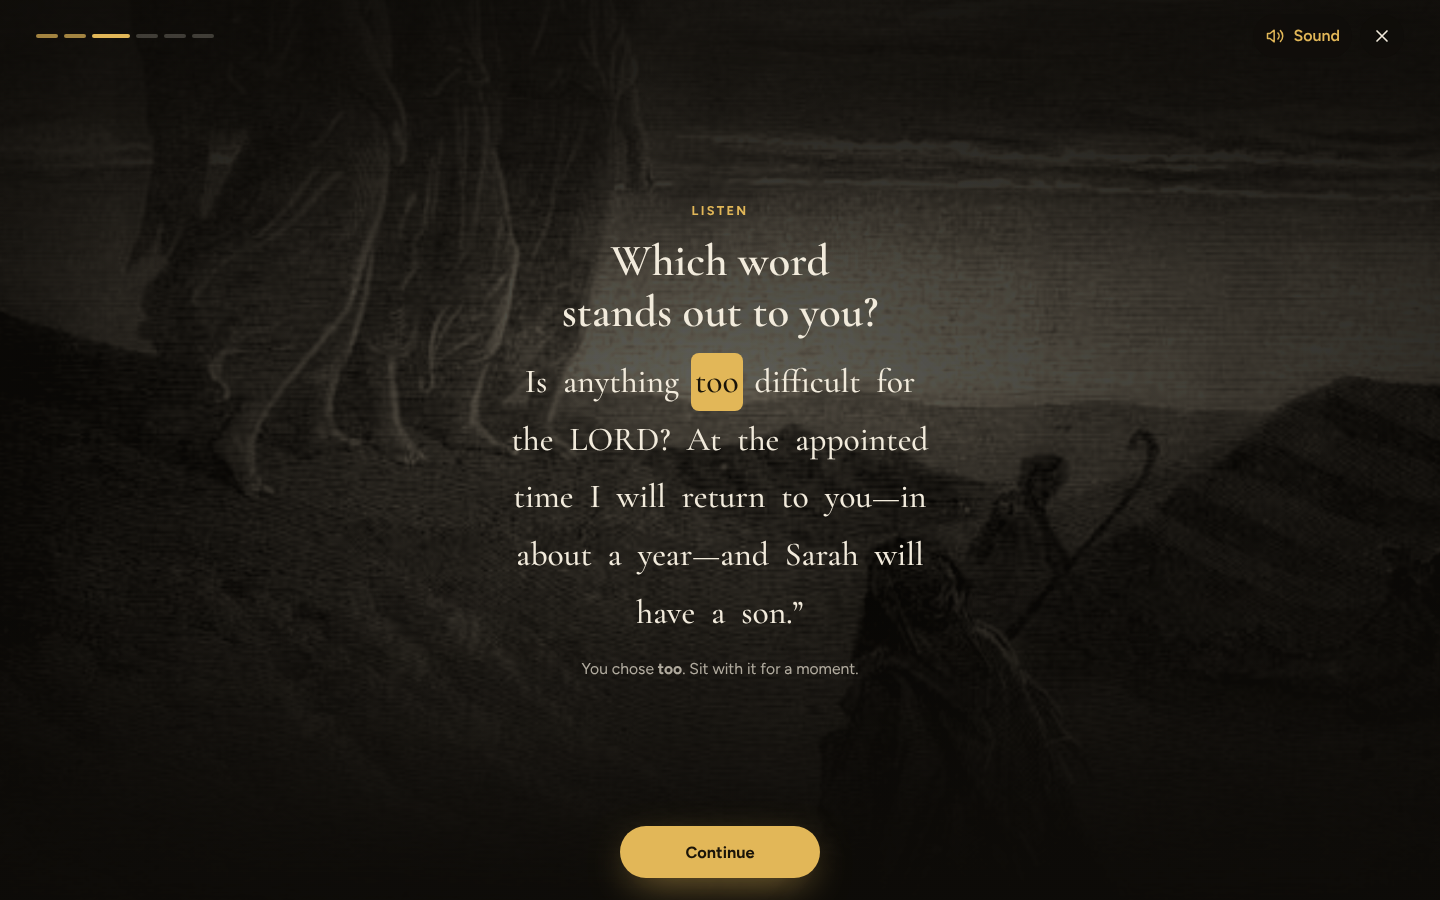 Sound
LISTEN
Which word
stands out to you?
Is anything too difficult for
the LORD? At the appointed
time I will return to you—in
about a year—and Sarah will
have a son.”
You chose too. Sit with it for a moment.
Continue